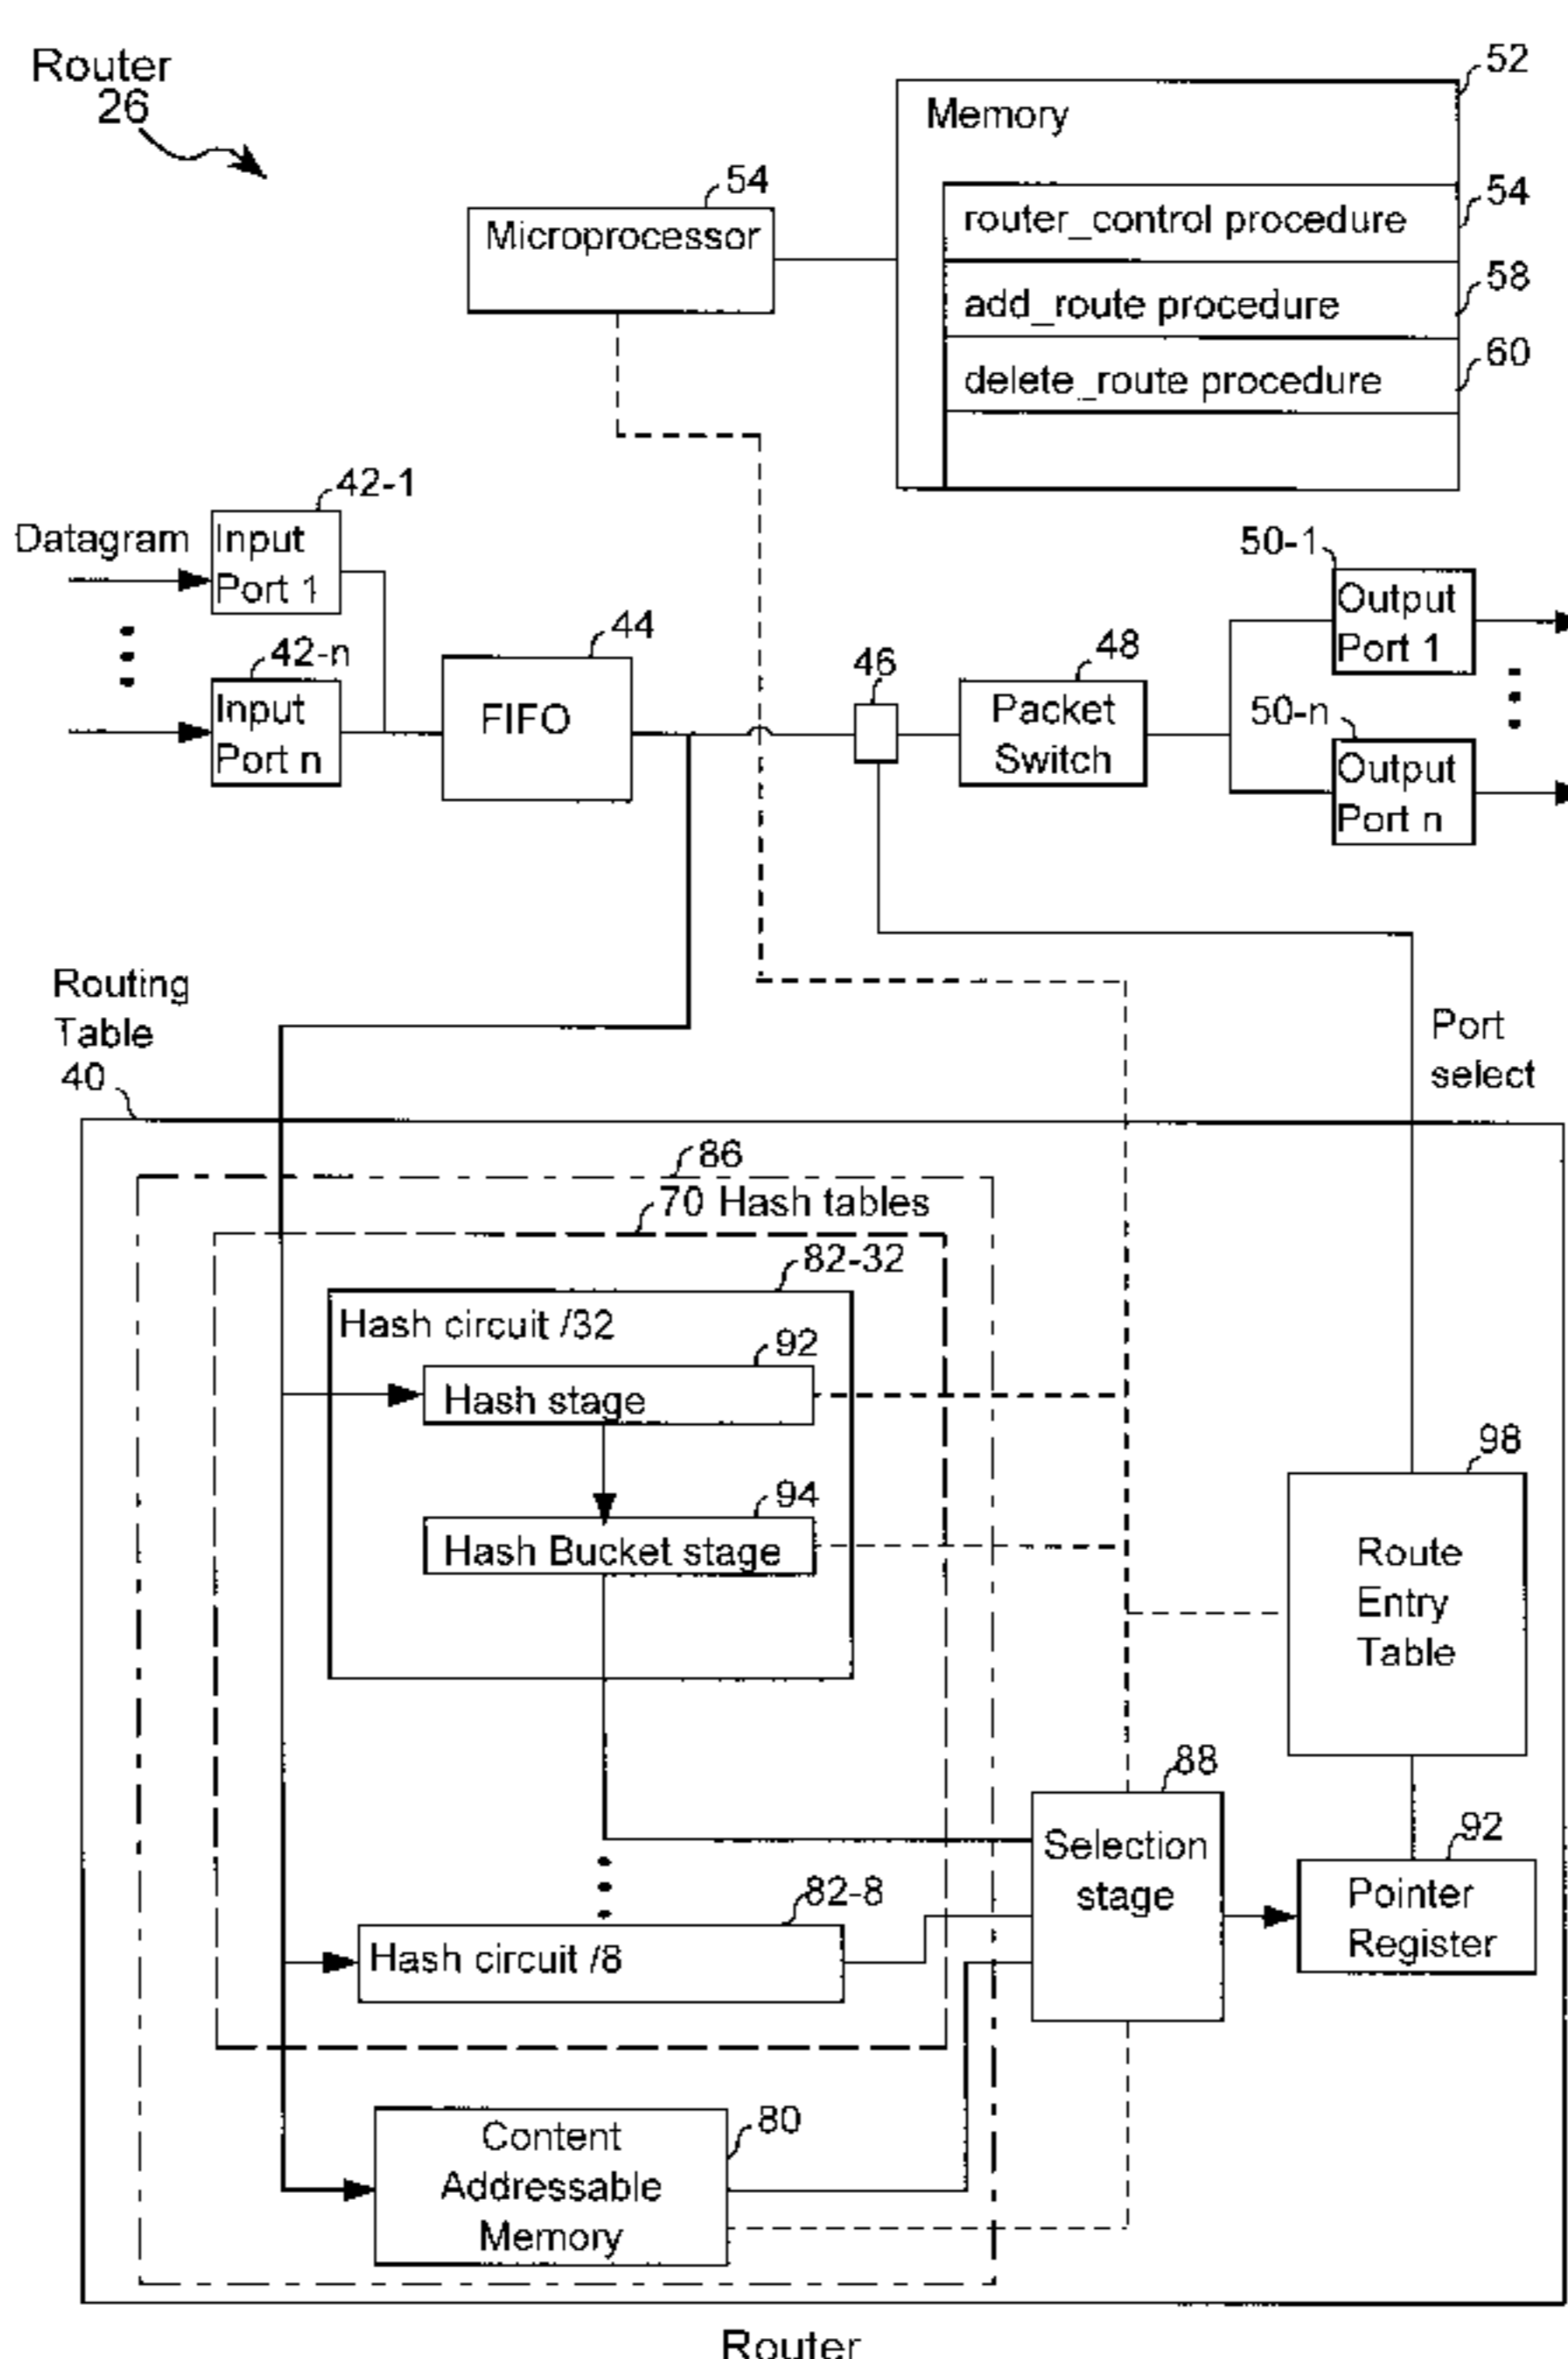 Router
26
52
Memory
54
router_control procedure
54
Microprocessor
add_route procedure
58
delete_route procedure
60
42-1
Datagram
Input
Port 1
42-n
Input
Port n
44
FIFO
46
48
Packet
Switch
50-1
Output
Port 1
50-n
Output
Port n
Routing
Table
40
Port
select
86
70 Hash tables
82-32
Hash circuit /32
92
Hash stage
94
Hash Bucket stage
98
Route
Entry
Table
88
Selection
stage
92
Pointer
Register
82-8
Hash circuit /8
80
Content
Addressable
Memory
Router